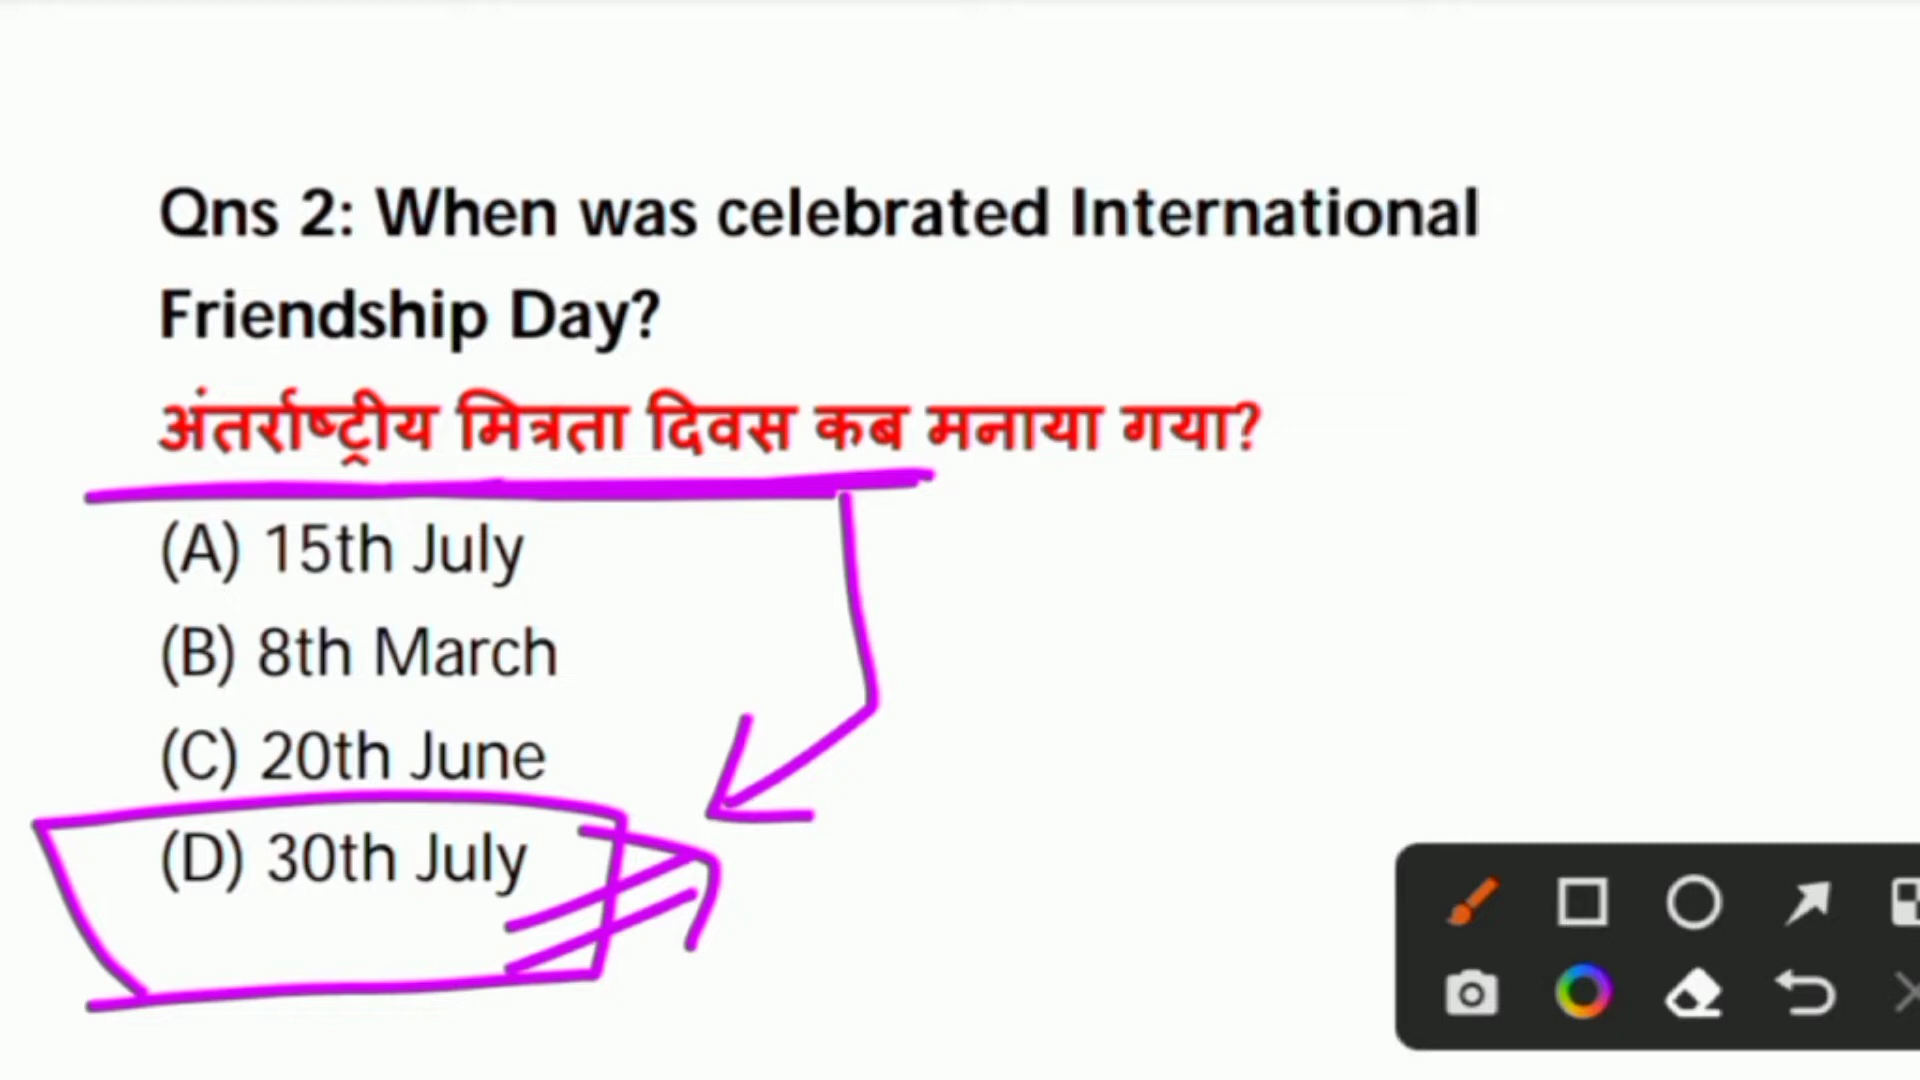 Qns 2: When was celebrated International
Friendship Day?
अंतर्राष्ट्रीय मित्रता दिवस कब मनाया गया?
(A) 15th July
(B) 8th March
(C) 20th June
(D) 30th July